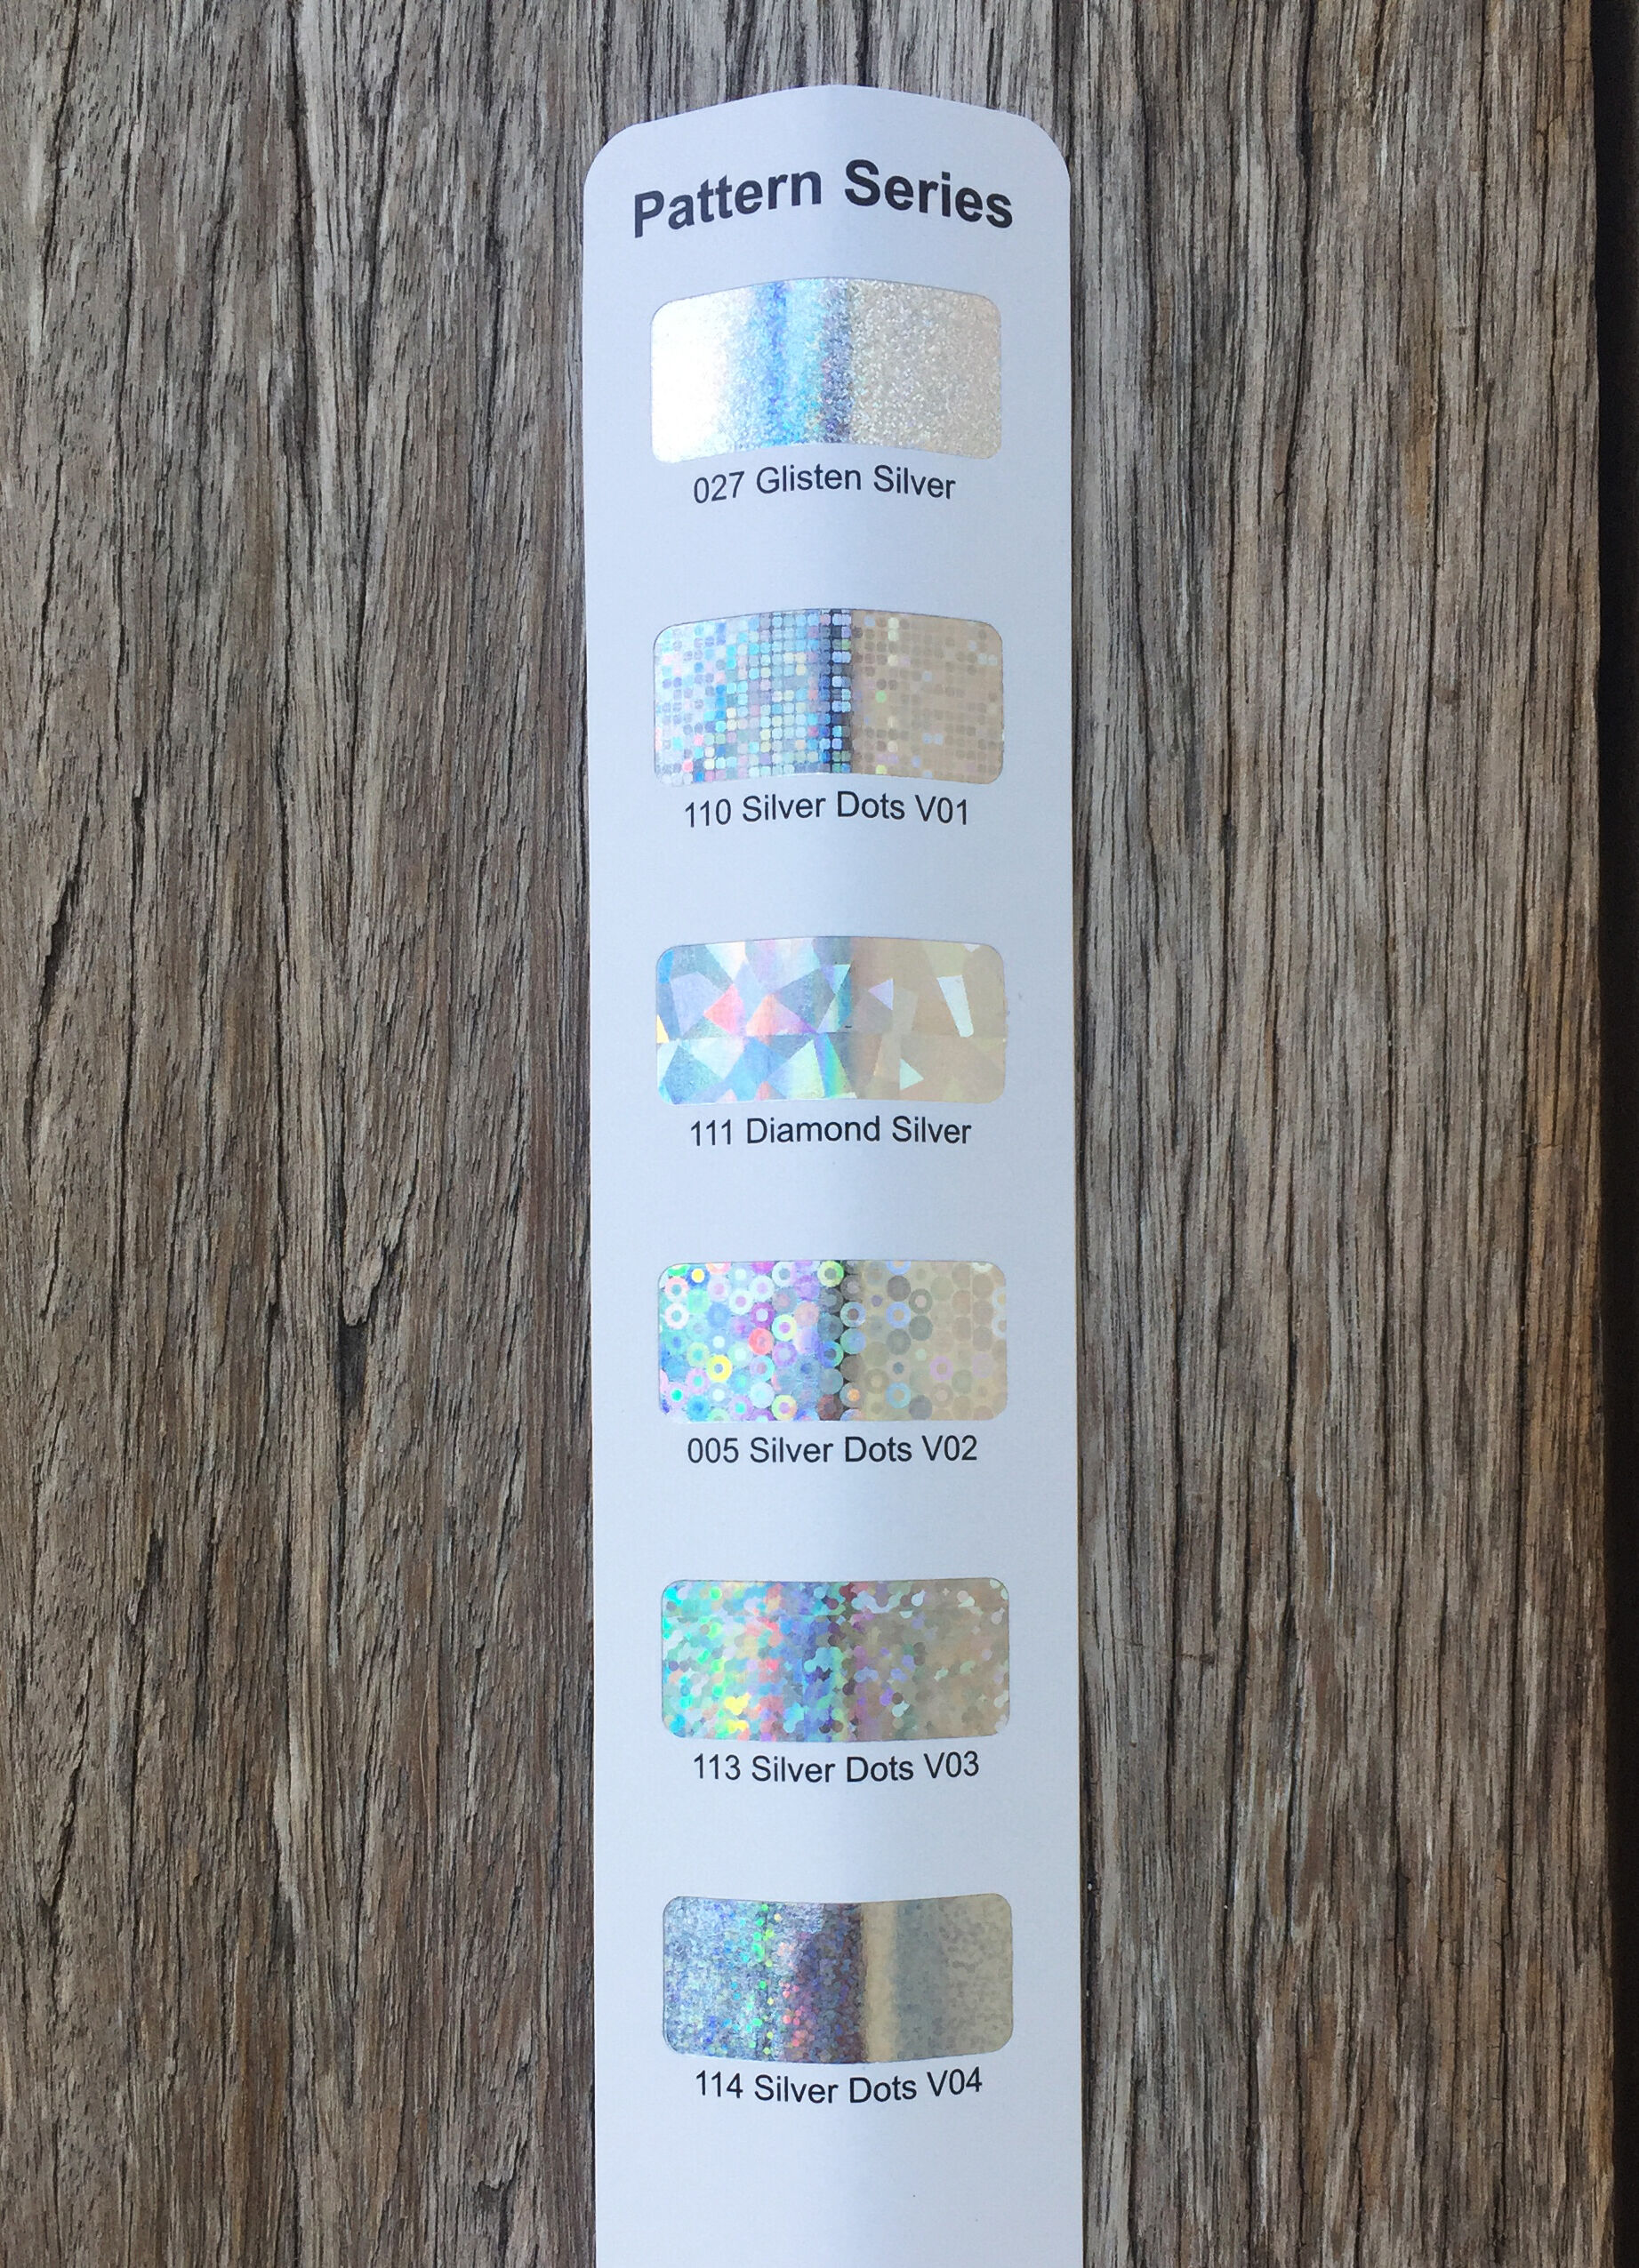 Pattern Series
027 Glisten Silver
110 Silver Dots V01
111 Diamond Silver
005 Silver Dots V02
113 Silver Dots V03
114 Silver Dots V04